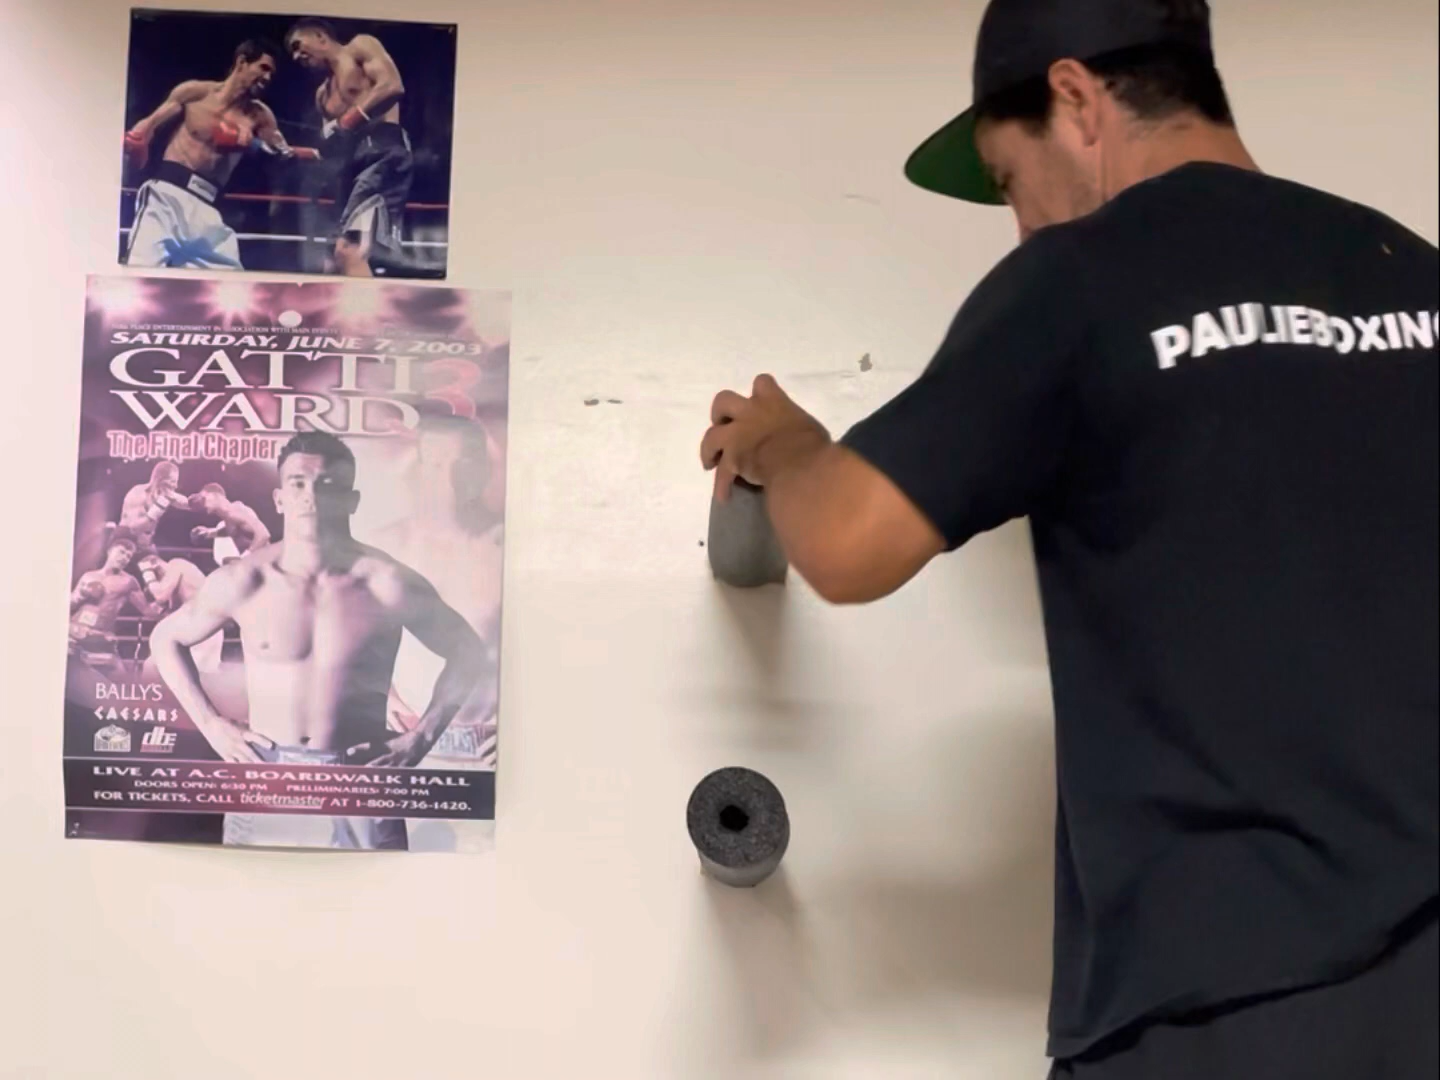 SATURDAY, JUNE 7, 2003
GATTI 3
WARD
The Final Chapter
BALLY'S
CAESARS
dbe
LIVE AT A.C. BOARDWALK HALL
DOORS OPEN: 6:30 PM PRELIMINARIES: 7:00 PM
FOR TICKETS, CALL ticketmaster AT 1-800-736-1420.
PAULIEBOXING